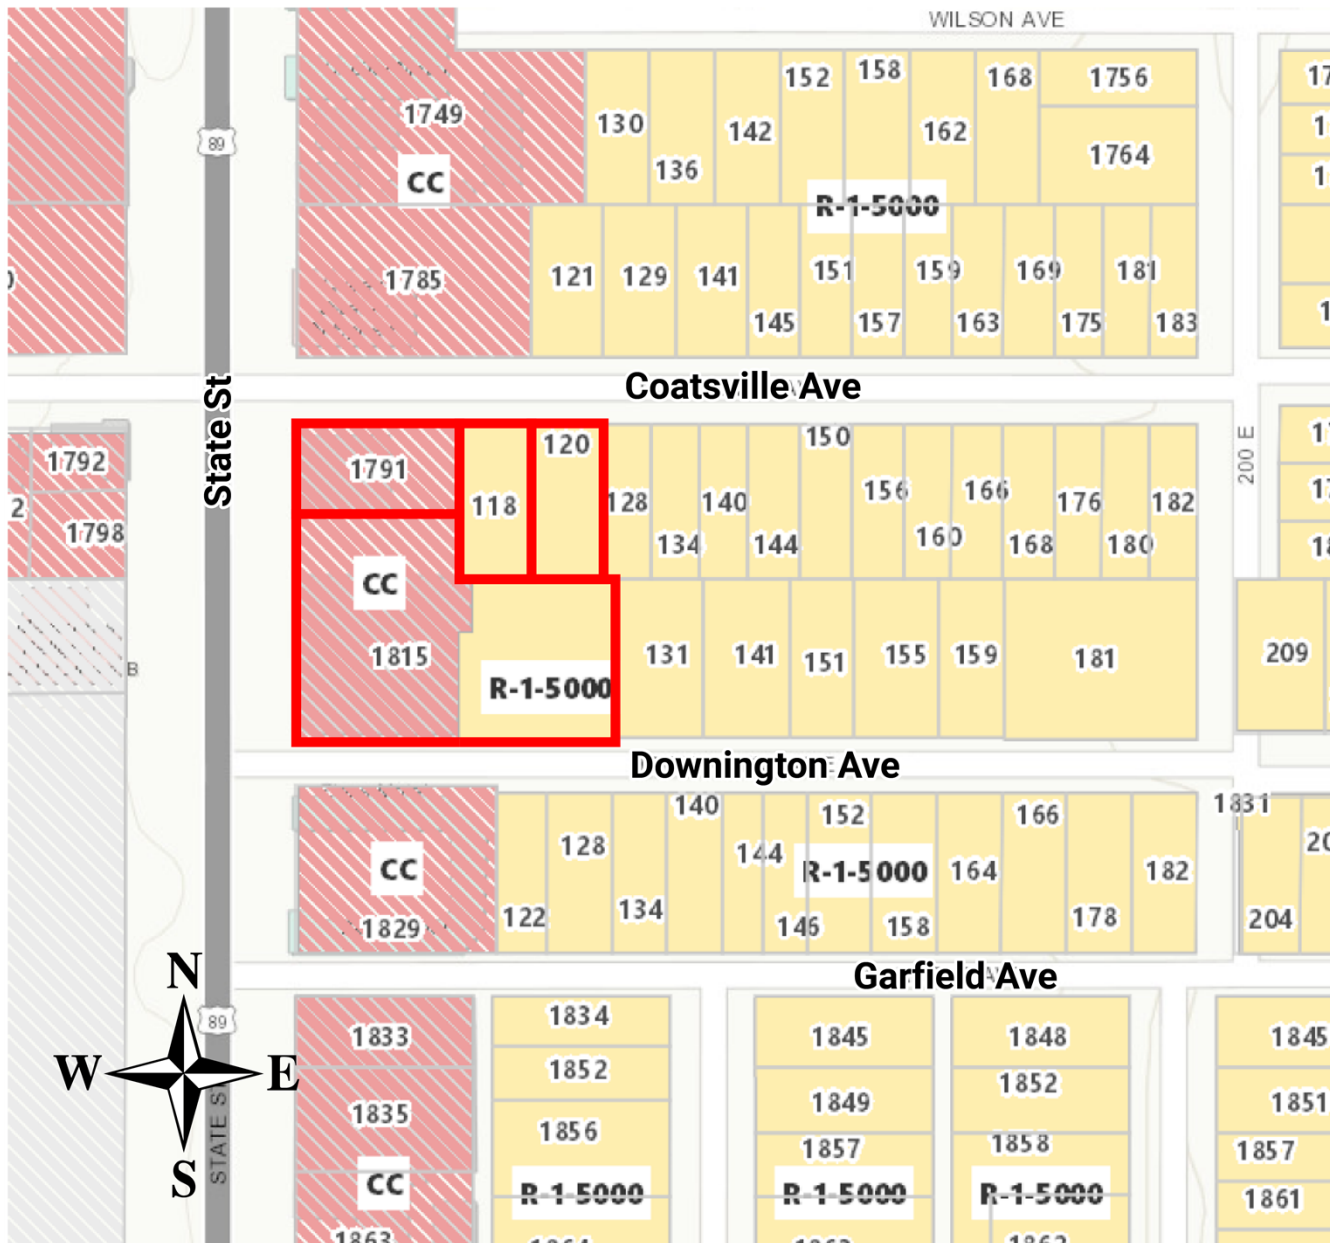 WILSON AVE
152 158 168 1756
1749 130 142 162
89
136 1764
CC
R-1-5000
1785 121 129 141 151 159 169 181
145 157 163 175 183
State St
Coatsville Ave
200 E
1792 1791 120 150
118 128 140 156 166 176 182
1798 134 144 160 168 180
CC
1815 131 141 151 155 159 181 209
B
R-1-5000
Downington Ave
140 152 166 1831
128 144
CC R-1-5000 164 182
1829 122 134 146 158 178 204
Garfield Ave
N
W E
S
89
STATE S
1833 1834 1845 1848 1845
1852 1852
1835 1856 1849 1858 1851
1857 1857
CC R-1-5000 R-1-5000 R-1-5000 1861
1863